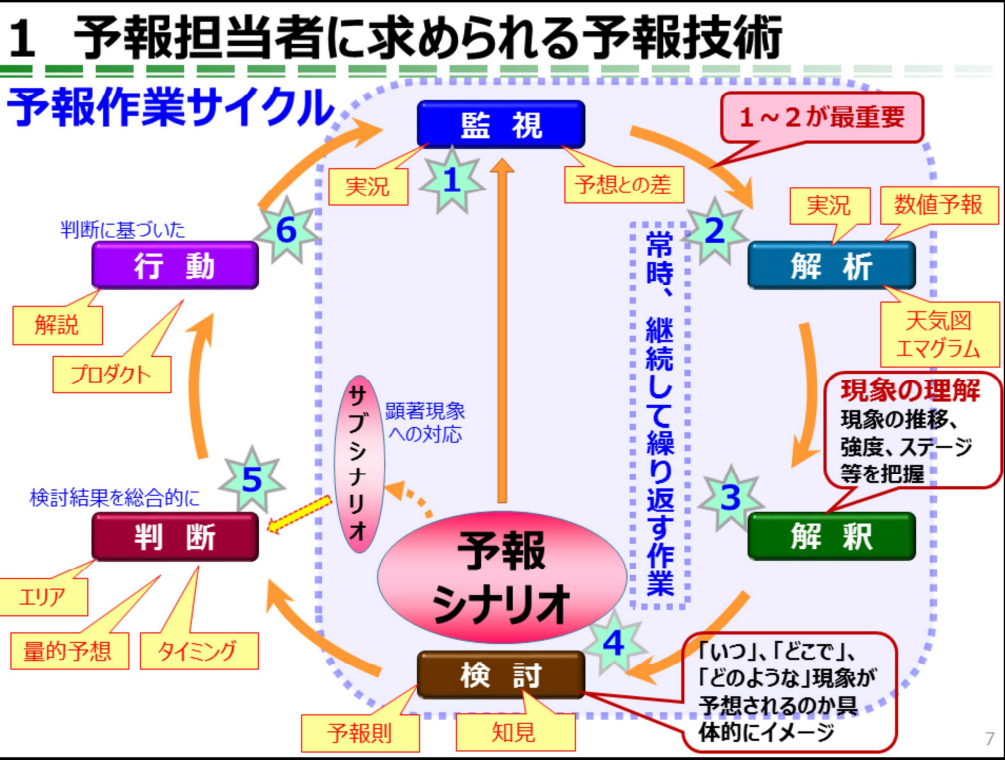 1 予報担当者に求められる予報技術
予報作業サイクル
監 視
1～2が最重要
実況
1
予想との差
2
実況
数値予報
解 析
天気図
エマグラム
現象の理解
現象の推移、
強度、ステージ
等を把握
3
解 釈
常時、継続して繰り返す作業
予報
シナリオ
4
検 討
「いつ」、「どこで」、
「どのような」現象が
予想されるのか具
体的にイメージ
予報則
知見
サブシナリオ
顕著現象
への対応
5
検討結果を総合的に
判 断
エリア
量的予想
タイミング
6
判断に基づいた
行 動
解説
プロダクト
7